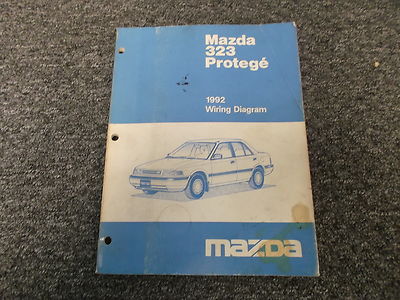 Mazda
323
Protegé
1992
Wiring Diagram
mazda